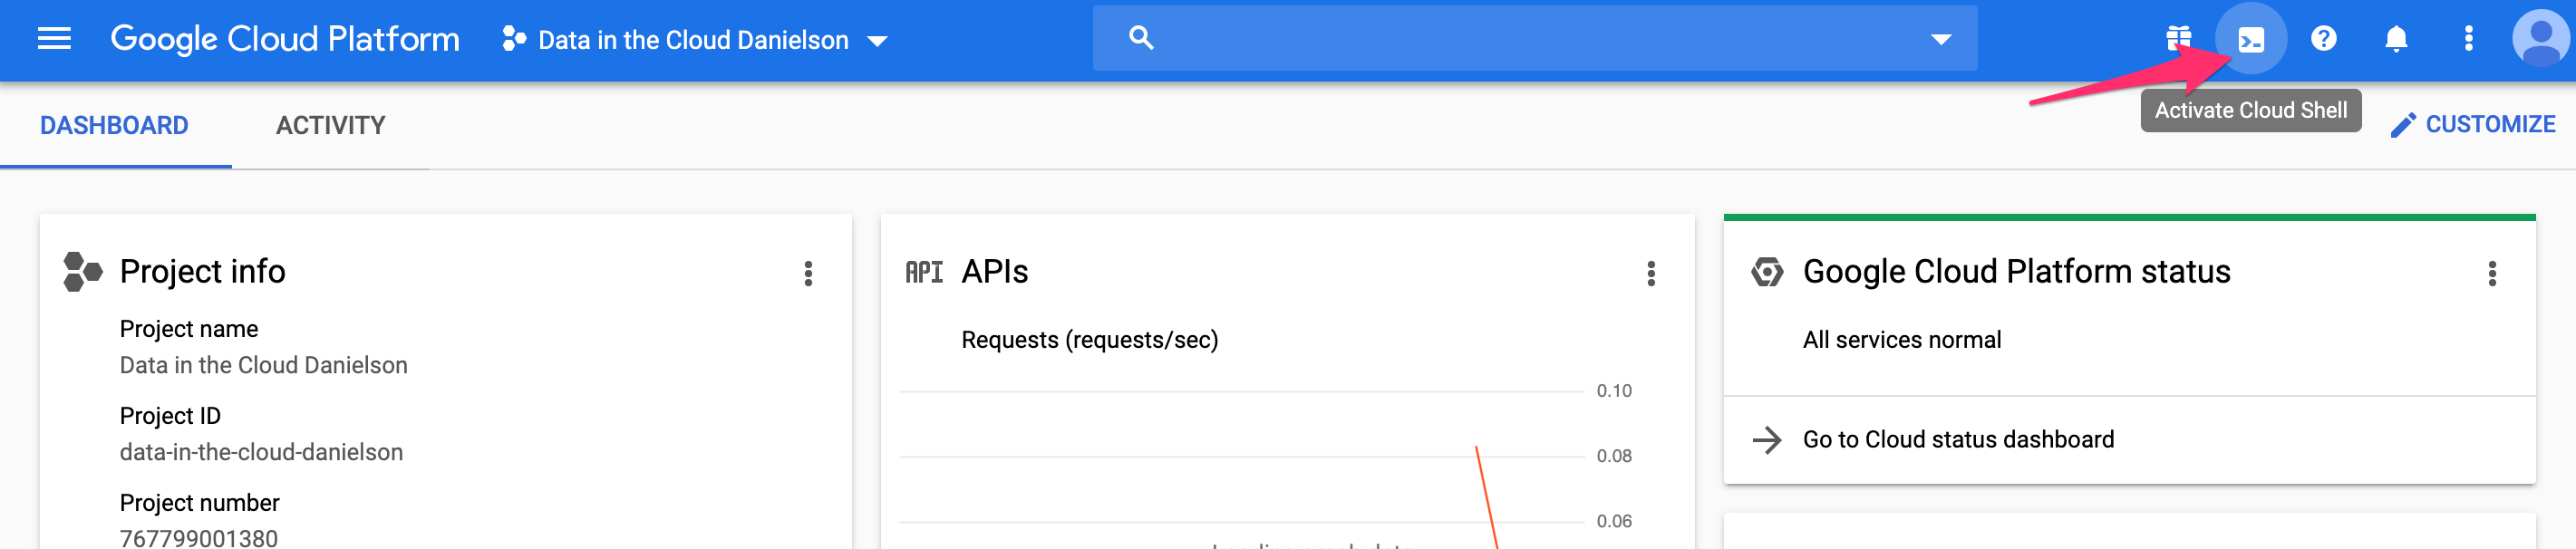 Google Cloud Platform
Data in the Cloud Danielson
Activate Cloud Shell
DASHBOARD
ACTIVITY
CUSTOMIZE
Project info
Project name
Data in the Cloud Danielson
Project ID
data-in-the-cloud-danielson
Project number
767799001380
API APIs
Requests (requests/sec)
0.10
0.08
0.06
Google Cloud Platform status
All services normal
Go to Cloud status dashboard